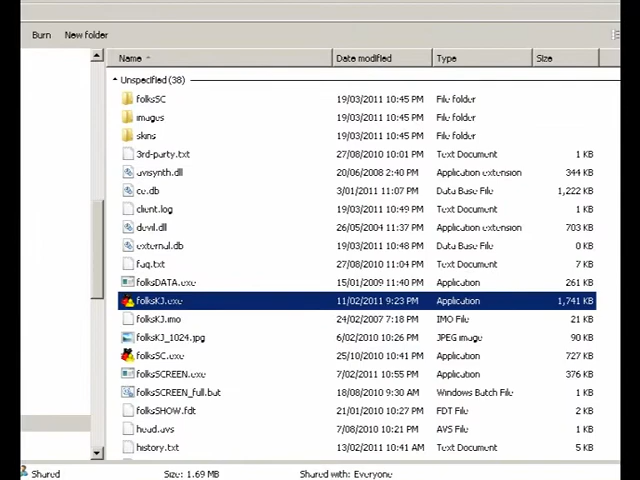 Burn New folder
Name Date modified Type Size
Unspecified (38)
folksSC 19/03/2011 10:45 PM File folder
images 19/03/2011 10:45 PM File folder
skins 19/03/2011 10:45 PM File folder
3rd-party.txt 27/08/2010 10:01 PM Text Document 1 KB
avisynth.dll 20/06/2008 2:40 PM Application extension 344 KB
ce.db 3/01/2011 11:07 PM Data Base File 1,222 KB
client.log 19/03/2011 10:49 PM Text Document 1 KB
devil.dll 26/05/2004 11:37 PM Application extension 703 KB
external.db 19/03/2011 10:48 PM Data Base File 0 KB
faq.txt 27/08/2010 11:04 PM Text Document 7 KB
folksDATA.exe 15/01/2009 11:40 PM Application 261 KB
folksKJ.exe 11/02/2011 9:23 PM Application 1,741 KB
folksKJ.imo 24/02/2007 7:18 PM IMO File 21 KB
folksKJ_1024.jpg 6/02/2010 10:26 PM JPEG image 90 KB
folksSC.exe 25/10/2010 10:41 PM Application 727 KB
folksSCREEN.exe 7/02/2011 10:55 PM Application 376 KB
folksSCREEN_full.bat 18/08/2010 9:30 AM Windows Batch File 1 KB
folksSHOW.fdt 21/01/2010 10:27 PM FDT File 2 KB
head.avs 7/08/2010 10:21 PM AVS File 1 KB
history.txt 13/02/2011 10:41 AM Text Document 5 KB
Shared Size: 1.69 MB Shared with: Everyone